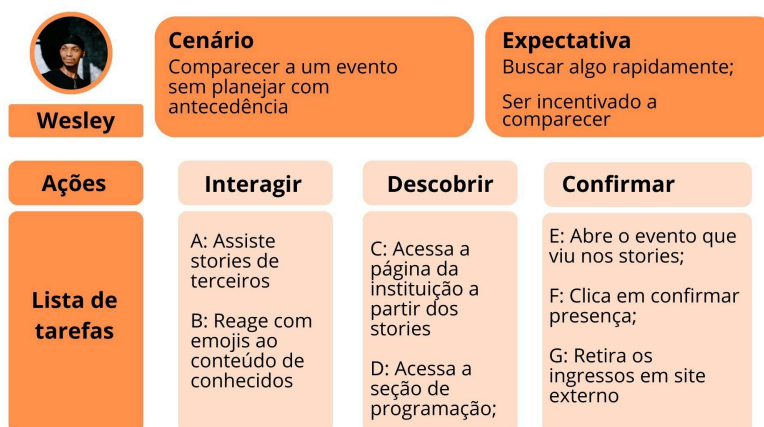 Wesley
Cenário
Comparecer a um evento
sem planejar com
antecedência
Expectativa
Buscar algo rapidamente;
Ser incentivado a
comparecer
Ações
Interagir
Descobrir
Confirmar
Lista de
tarefas
A: Assiste
stories de
terceiros
B: Reage com
emojis ao
conteúdo de
conhecidos
C: Acessa a
página da
instituição a
partir dos
stories
D: Acessa a
seção de
programação;
E: Abre o evento que
viu nos stories;
F: Clica em confirmar
presença;
G: Retira os
ingressos em site
externo